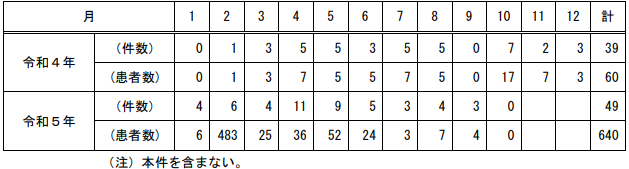 月 1 2 3 4 5 6 7 8 9 10 11 12 計
令和４年 （件数） 0 1 3 5 5 3 5 5 0 7 2 3 39
（患者数） 0 1 3 7 5 5 7 5 0 17 7 3 60
令和５年 （件数） 4 6 4 11 9 5 3 4 3 0 49
（患者数） 6 483 25 36 52 24 3 7 4 0 640
（注）本件を含まない。